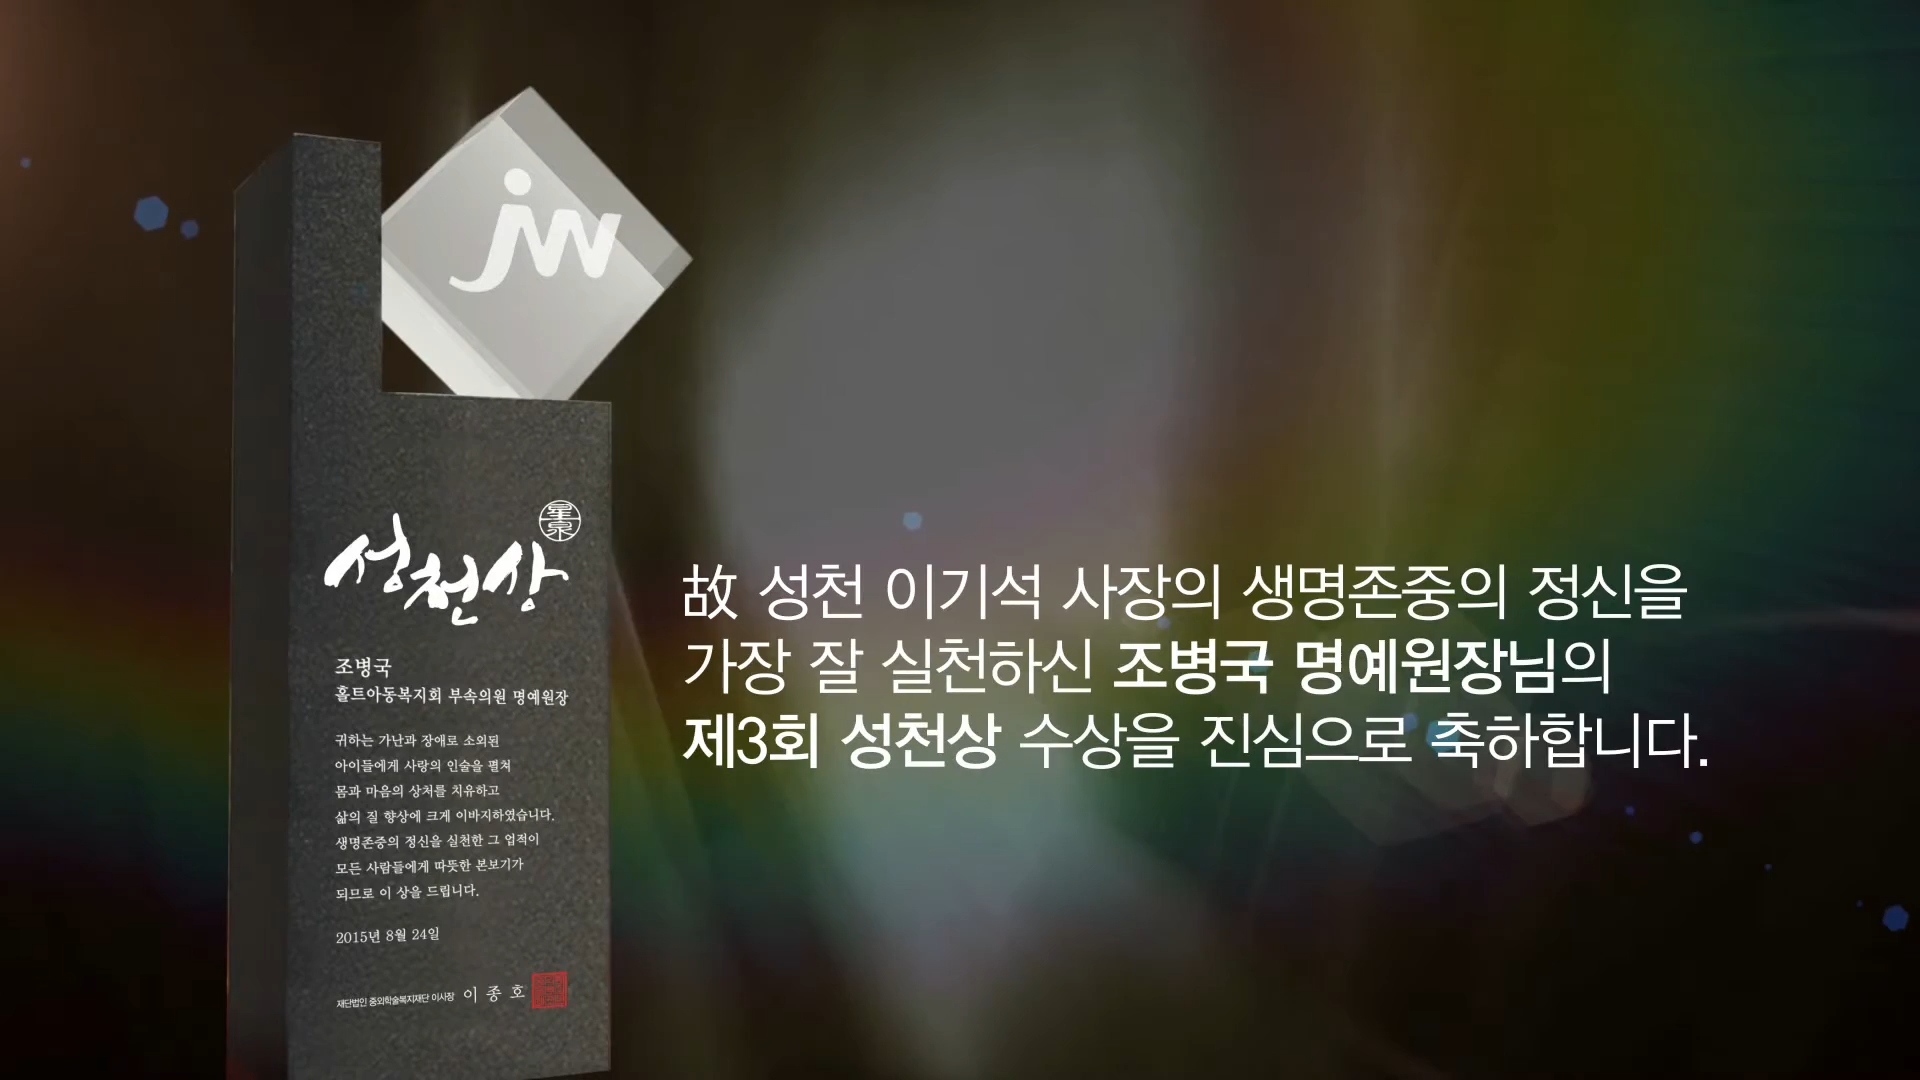 jw
성천상
星泉
조병국
홀트아동복지회 부속의원 명예원장
귀하는 가난과 장애로 소외된
아이들에게 사랑의 인술을 펼쳐
몸과 마음의 상처를 치유하고
삶의 질 향상에 크게 이바지하였습니다.
생명존중의 정신을 실천한 그 업적이
모든 사람들에게 따뜻한 본보기가
되므로 이 상을 드립니다.
2015년 8월 24일
재단법인 중외학술복지재단 이사장 이 종 호
故 성천 이기석 사장의 생명존중의 정신을
가장 잘 실천하신 조병국 명예원장님의
제3회 성천상 수상을 진심으로 축하합니다.